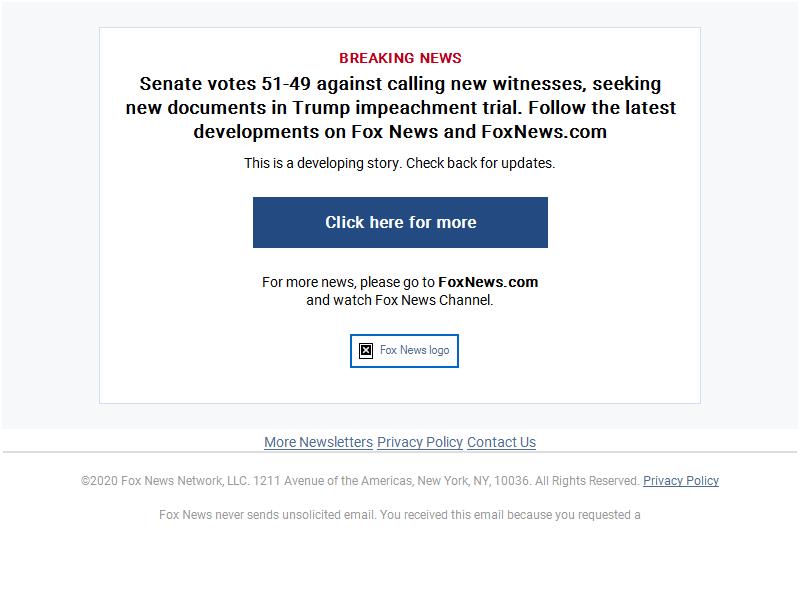 BREAKING NEWS
Senate votes 51-49 against calling new witnesses, seeking
new documents in Trump impeachment trial. Follow the latest
developments on Fox News and FoxNews.com
This is a developing story. Check back for updates.
Click here for more
For more news, please go to FoxNews.com
and watch Fox News Channel.
Fox News logo
More Newsletters Privacy Policy Contact Us
©2020 Fox News Network, LLC. 1211 Avenue of the Americas, New York, NY, 10036. All Rights Reserved. Privacy Policy
Fox News never sends unsolicited email. You received this email because you requested a